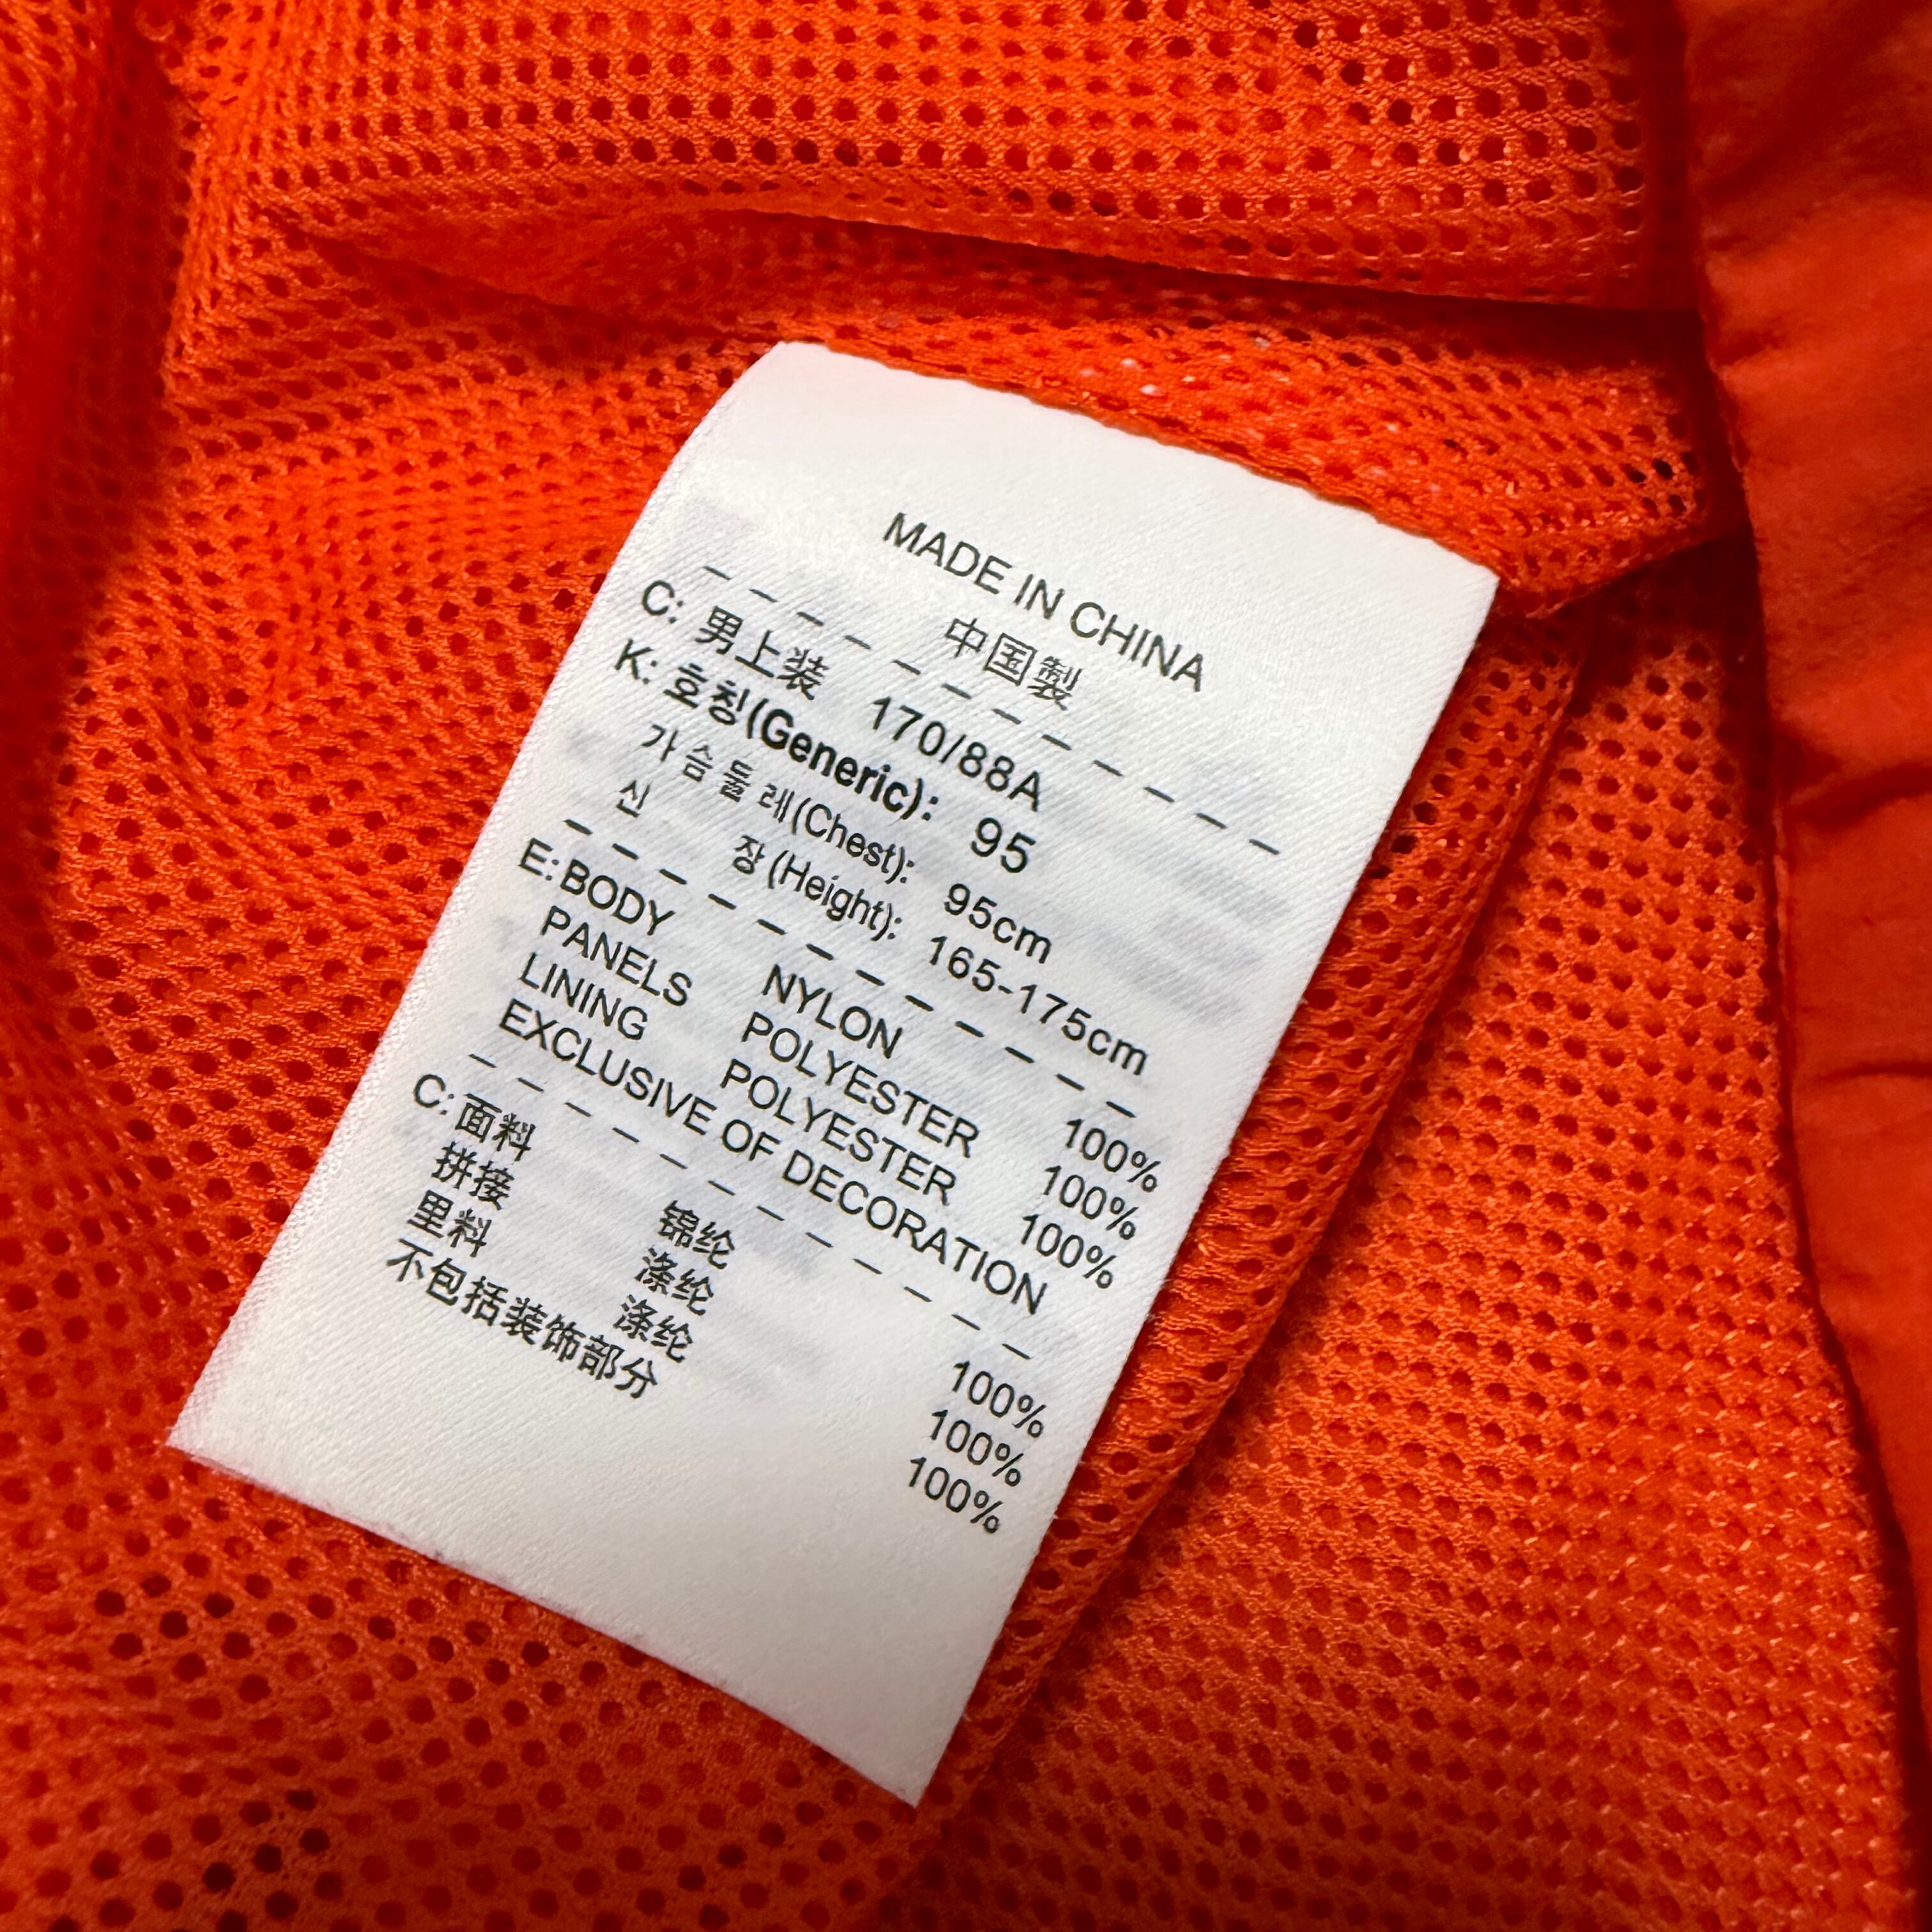 MADE IN CHINA
中国製
C: 男上装 170/88A
K: 호칭(Generic): 95
가슴둘레(Chest): 95cm
신 장(Height): 165-175cm
E: BODY NYLON 100%
PANELS POLYESTER 100%
LINING POLYESTER 100%
EXCLUSIVE OF DECORATION
C: 面料 锦纶 100%
拼接 涤纶 100%
里料 涤纶 100%
不包括装饰部分